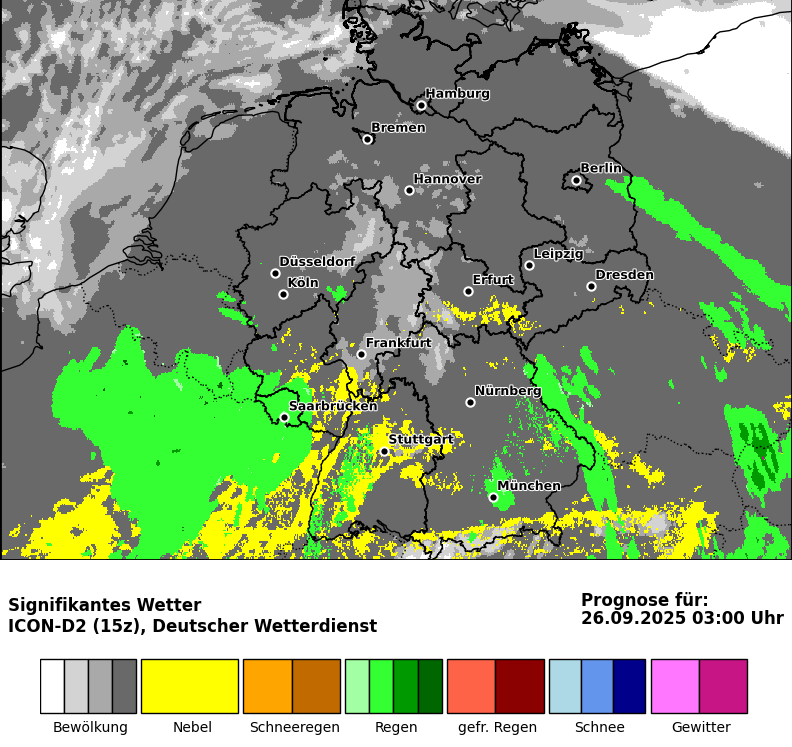 Hamburg
Bremen
Berlin
Hannover
Leipzig
Düsseldorf
Dresden
Köln
Erfurt
Frankfurt
Nürnberg
Saarbrücken
Stuttgart
München
Signifikantes Wetter
ICON-D2 (15z), Deutscher Wetterdienst
Prognose für:
26.09.2025 03:00 Uhr
Bewölkung
Nebel
Schneeregen
Regen
gefr. Regen
Schnee
Gewitter